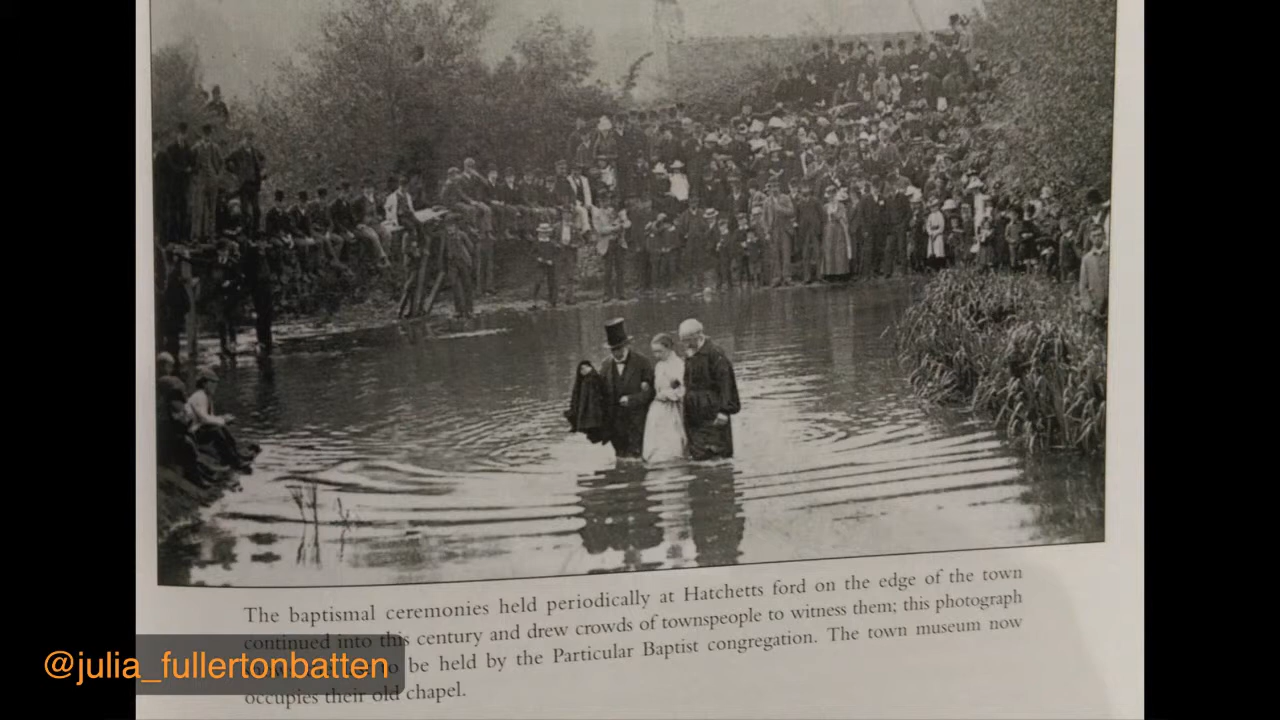 The baptismal ceremonies held periodically at Hatchetts ford on the edge of the town
continued into this century and drew crowds of townspeople to witness them; this photograph
be held by the Particular Baptist congregation. The town museum now
occupies their old chapel.
@julia_fullertonbatten